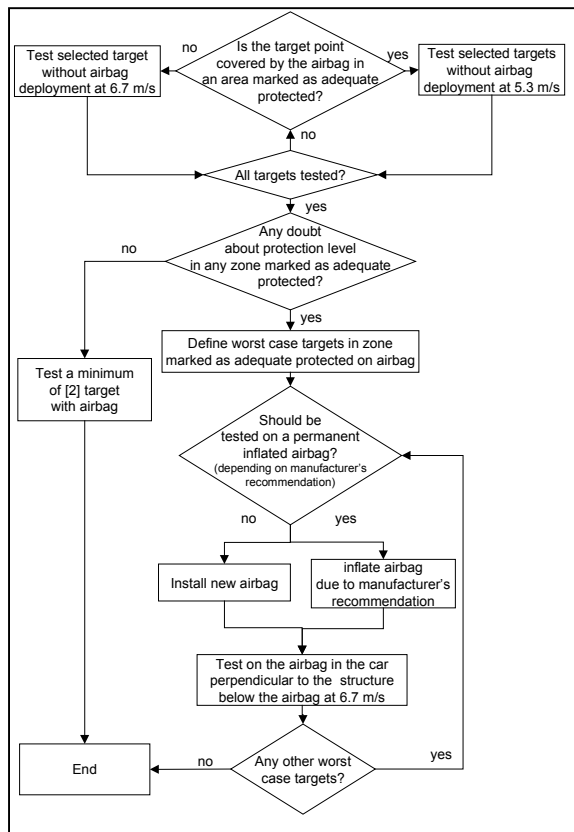 no
Is the target point
covered by the airbag in
an area marked as adequate
protected?
yes
Test selected target
without airbag
deployment at 6.7 m/s
Test selected targets
without airbag
deployment at 5.3 m/s
no
All targets tested?
yes
Any doubt
about protection level
in any zone marked as adequate
protected?
no
yes
Define worst case targets in zone
marked as adequate protected on airbag
Test a minimum
of [2] target
with airbag
Should be
tested on a permanent
inflated airbag?
(depending on manufacturer's
recommendation)
no
yes
Install new airbag
inflate airbag
due to manufacturer's
recommendation
Test on the airbag in the car
perpendicular to the structure
below the airbag at 6.7 m/s
End
no
Any other worst
case targets?
yes